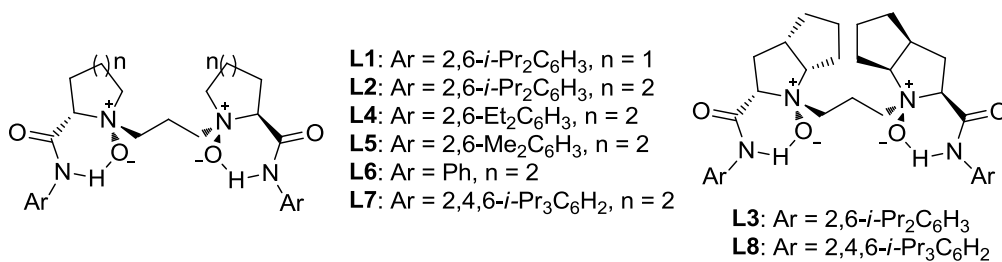 L1: Ar = 2,6-i-Pr2C6H3, n = 1
L2: Ar = 2,6-i-Pr2C6H3, n = 2
L4: Ar = 2,6-Et2C6H3, n = 2
L5: Ar = 2,6-Me2C6H3, n = 2
L6: Ar = Ph, n = 2
L7: Ar = 2,4,6-i-Pr3C6H2, n = 2
( )n ( )n
+ +
O N N O
O− −O
N H H N
Ar Ar
+ +
O N N O
O− −O
N H H N
Ar Ar
L3: Ar = 2,6-i-Pr2C6H3
L8: Ar = 2,4,6-i-Pr3C6H2